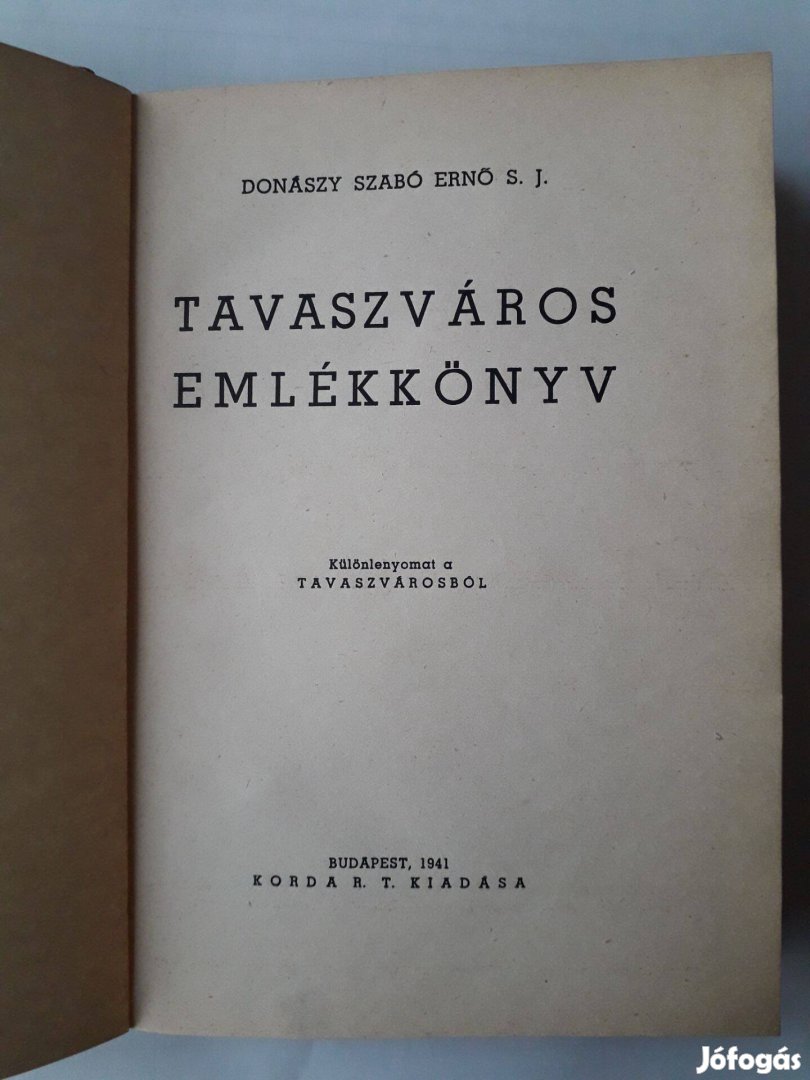 DONÁSZY SZABÓ ERNŐ S. J.
TAVASZVÁROS
EMLÉKKÖNYV
Különlenyomat a
TAVASZVÁROSBÓL
BUDAPEST, 1941
KORDA R. T. KIADÁSA
Jófogás